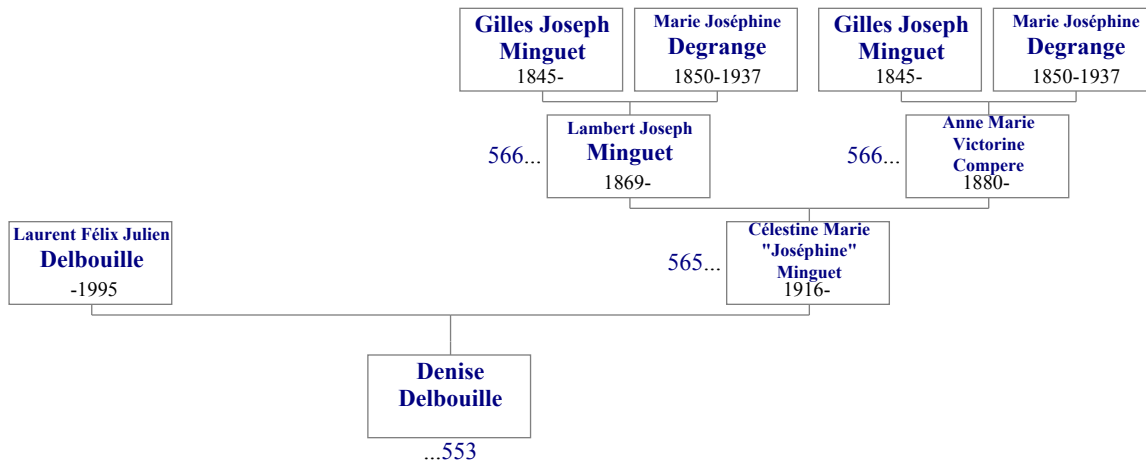 Gilles Joseph
Minguet
1845-
Marie Joséphine
Degrange
1850-1937
Gilles Joseph
Minguet
1845-
Marie Joséphine
Degrange
1850-1937
566...
Lambert Joseph
Minguet
1869-
566...
Anne Marie
Victorine
Compere
1880-
Laurent Félix Julien
Delbouille
-1995
565...
Célestine Marie
"Joséphine"
Minguet
1916-
Denise
Delbouille
...553